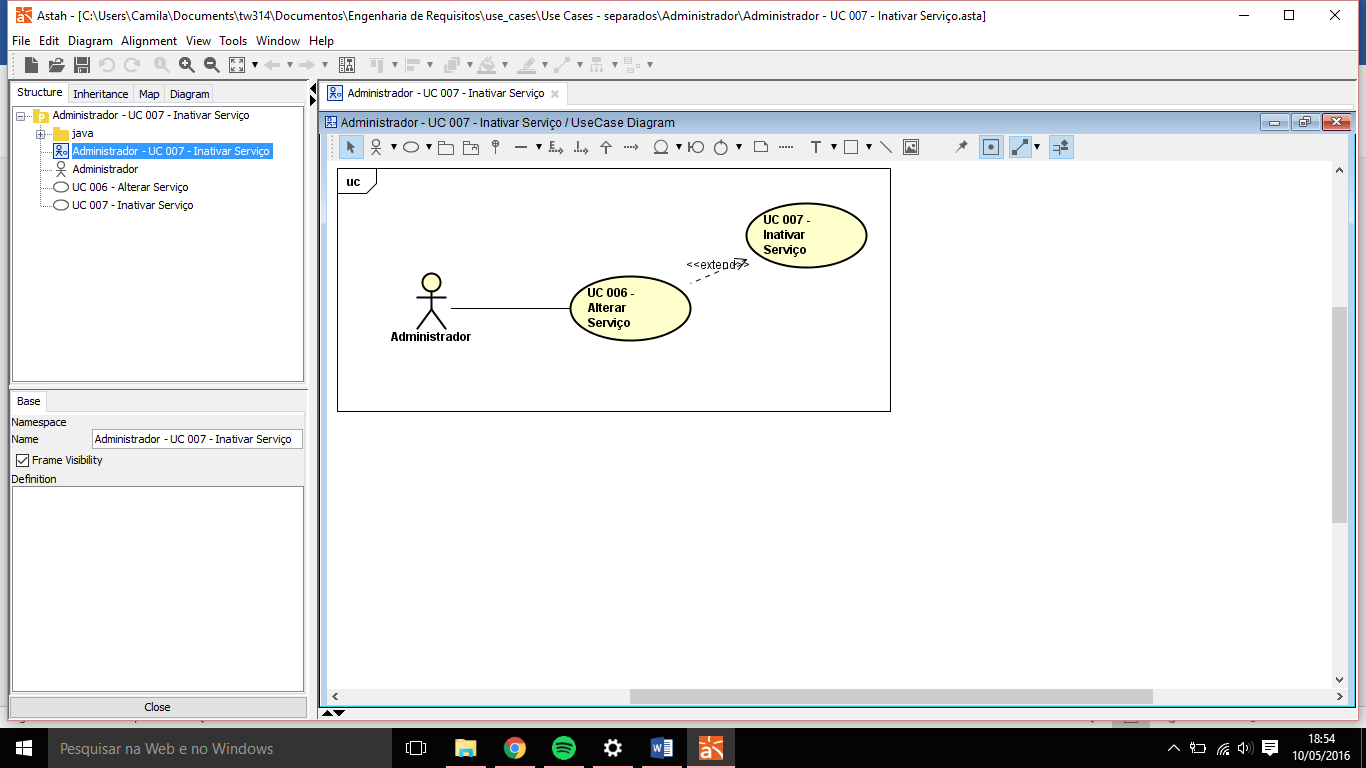 Astah - [C:\Users\Camila\Documents\tw314\Documentos\Engenharia de Requisitos\use_cases\Use Cases - separados\Administrador\Administrador - UC 007 - Inativar Serviço.asta]
File Edit Diagram Alignment View Tools Window Help
Structure Inheritance Map Diagram
Administrador - UC 007 - Inativar Serviço
java
Administrador - UC 007 - Inativar Serviço
Administrador
UC 006 - Alterar Serviço
UC 007 - Inativar Serviço
Base
Namespace
Name Administrador - UC 007 - Inativar Serviço
Frame Visibility
Definition
Close
Administrador - UC 007 - Inativar Serviço
Administrador - UC 007 - Inativar Serviço / UseCase Diagram
uc
UC 007 -
Inativar
Serviço
<<extend>>
UC 006 -
Alterar
Serviço
Administrador
Pesquisar na Web e no Windows
18:54
10/05/2016